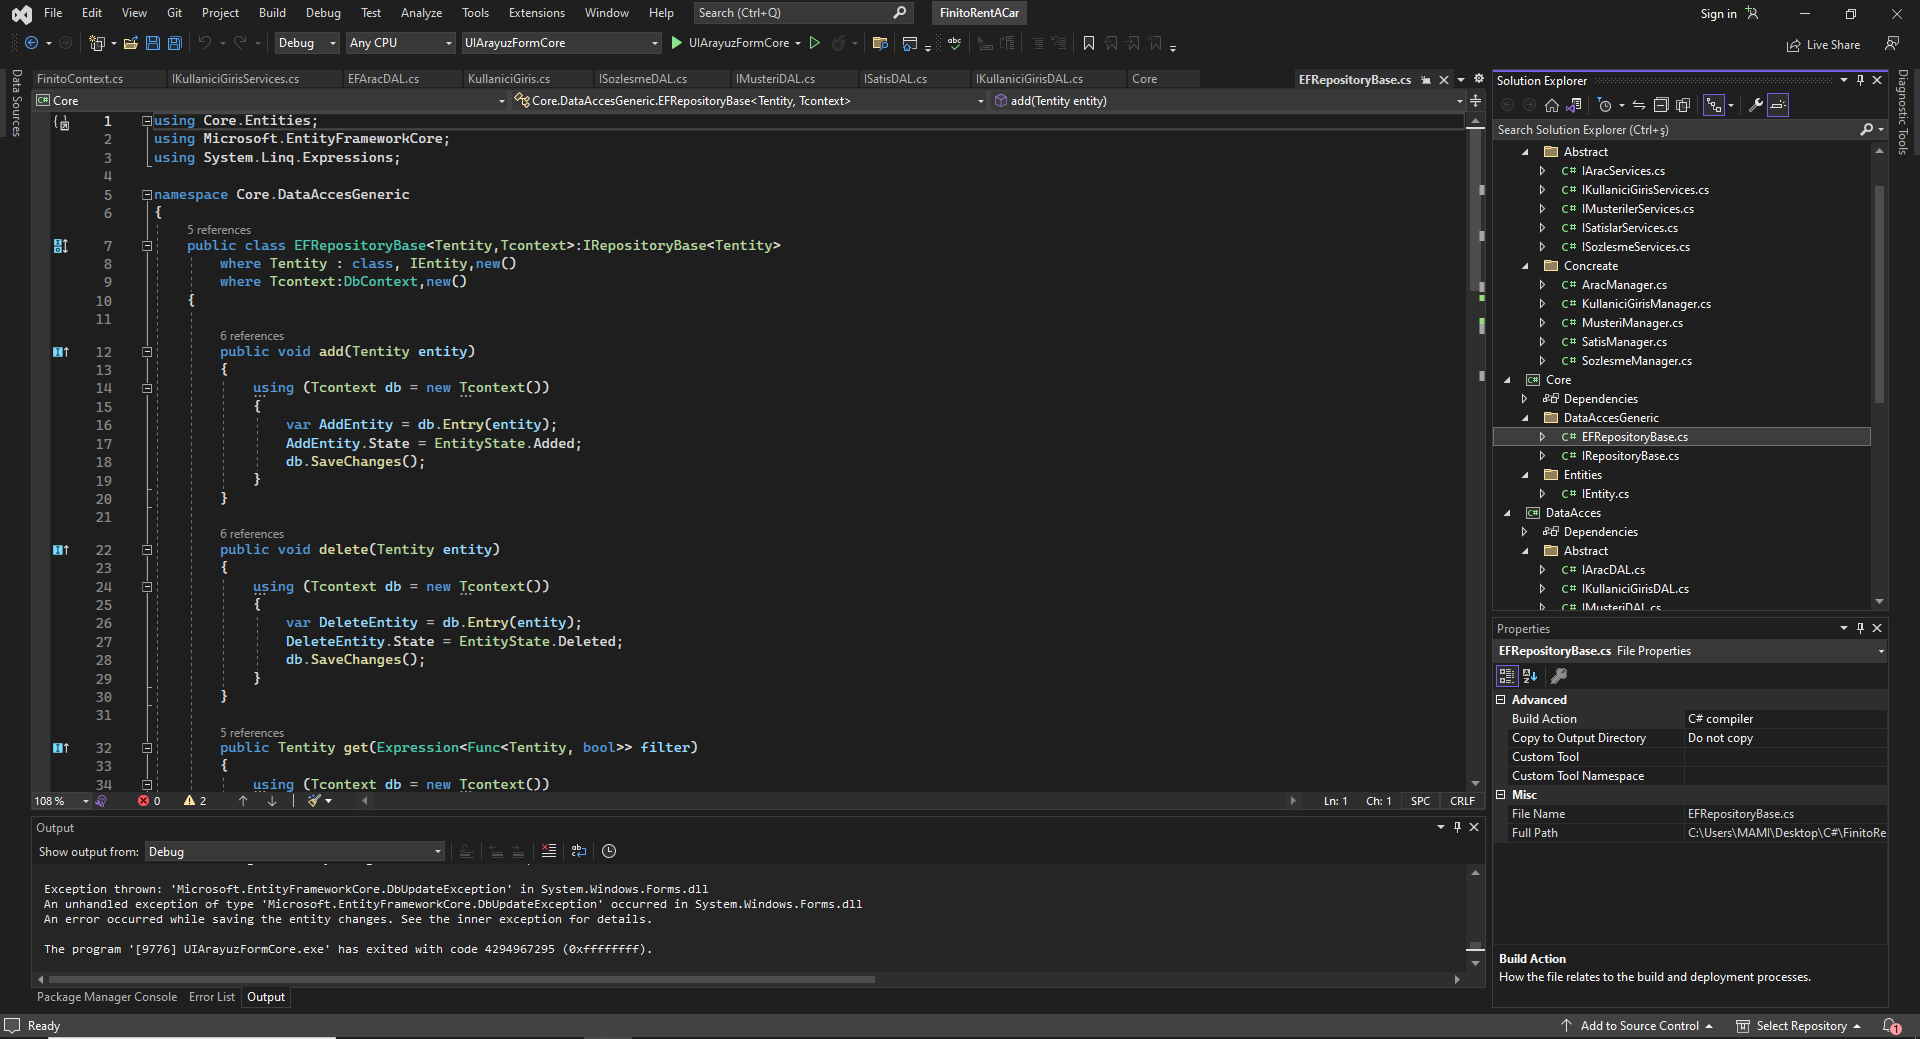 File Edit View Git Project Build Debug Test Analyze Tools Extensions Window Help Search (Ctrl+Q) FinitoRentACar Sign in
Debug Any CPU UIArayuzFormCore UIArayuzFormCore Live Share
Data Sources
FinitoContext.cs IKullaniciGirisServices.cs EFAracDAL.cs KullaniciGiris.cs ISozlesmeDAL.cs IMusteriDAL.cs ISatisDAL.cs IKullaniciGirisDAL.cs Core EFRepositoryBase.cs
Core Core.DataAccesGeneric.EFRepositoryBase<Tentity, Tcontext> add(Tentity entity)
1 using Core.Entities;
2 using Microsoft.EntityFrameworkCore;
3 using System.Linq.Expressions;
4
5 namespace Core.DataAccesGeneric
6 {
5 references
7 public class EFRepositoryBase<Tentity,Tcontext>:IRepositoryBase<Tentity>
8 where Tentity : class, IEntity,new()
9 where Tcontext:DbContext,new()
10 {
11
6 references
12 public void add(Tentity entity)
13 {
14 using (Tcontext db = new Tcontext())
15 {
16 var AddEntity = db.Entry(entity);
17 AddEntity.State = EntityState.Added;
18 db.SaveChanges();
19 }
20 }
21
6 references
22 public void delete(Tentity entity)
23 {
24 using (Tcontext db = new Tcontext())
25 {
26 var DeleteEntity = db.Entry(entity);
27 DeleteEntity.State = EntityState.Deleted;
28 db.SaveChanges();
29 }
30 }
31
5 references
32 public Tentity get(Expression<Func<Tentity, bool>> filter)
33 {
34 using (Tcontext db = new Tcontext())
108 % 0 2 Ln: 1 Ch: 1 SPC CRLF
Output
Show output from: Debug
Exception thrown: 'Microsoft.EntityFrameworkCore.DbUpdateException' in System.Windows.Forms.dll
An unhandled exception of type 'Microsoft.EntityFrameworkCore.DbUpdateException' occurred in System.Windows.Forms.dll
An error occurred while saving the entity changes. See the inner exception for details.
The program '[9776] UIArayuzFormCore.exe' has exited with code 4294967295 (0xffffffff).
Package Manager Console Error List Output
Solution Explorer
Search Solution Explorer (Ctrl+ş)
Abstract
C# IAracServices.cs
C# IKullaniciGirisServices.cs
C# IMusterilerServices.cs
C# ISatislarServices.cs
C# ISozlesmeServices.cs
Concreate
C# AracManager.cs
C# KullaniciGirisManager.cs
C# MusteriManager.cs
C# SatisManager.cs
C# SozlesmeManager.cs
C# Core
Dependencies
DataAccesGeneric
C# EFRepositoryBase.cs
C# IRepositoryBase.cs
Entities
C# IEntity.cs
C# DataAcces
Dependencies
Abstract
C# IAracDAL.cs
C# IKullaniciGirisDAL.cs
C# IMusteriDAL.cs
Properties
EFRepositoryBase.cs File Properties
Advanced
Build Action C# compiler
Copy to Output Directory Do not copy
Custom Tool
Custom Tool Namespace
Misc
File Name EFRepositoryBase.cs
Full Path C:\Users\MAMI\Desktop\C#\FinitoRe
Build Action
How the file relates to the build and deployment processes.
Diagnostic Tools
Ready Add to Source Control Select Repository 1